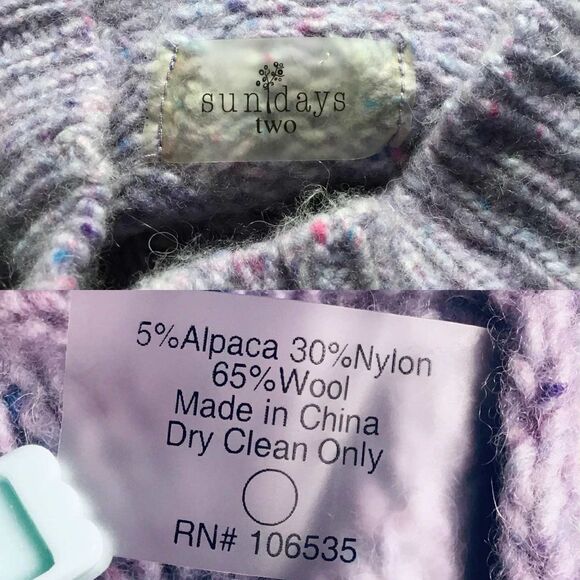 sundays
two
5%Alpaca 30%Nylon
65%Wool
Made in China
Dry Clean Only
RN# 106535